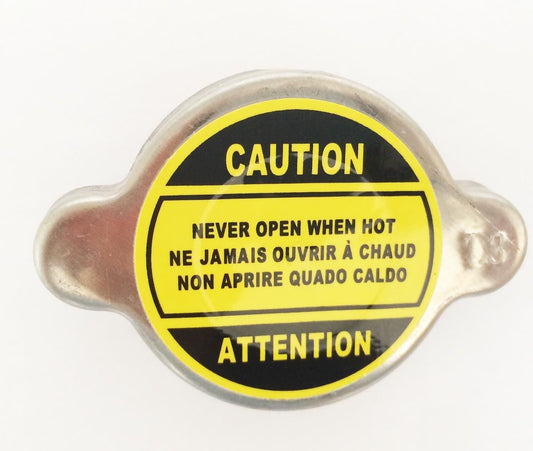 CAUTION
NEVER OPEN WHEN HOT
NE JAMAIS OUVRIR À CHAUD
NON APRIRE QUADO CALDO
ATTENTION